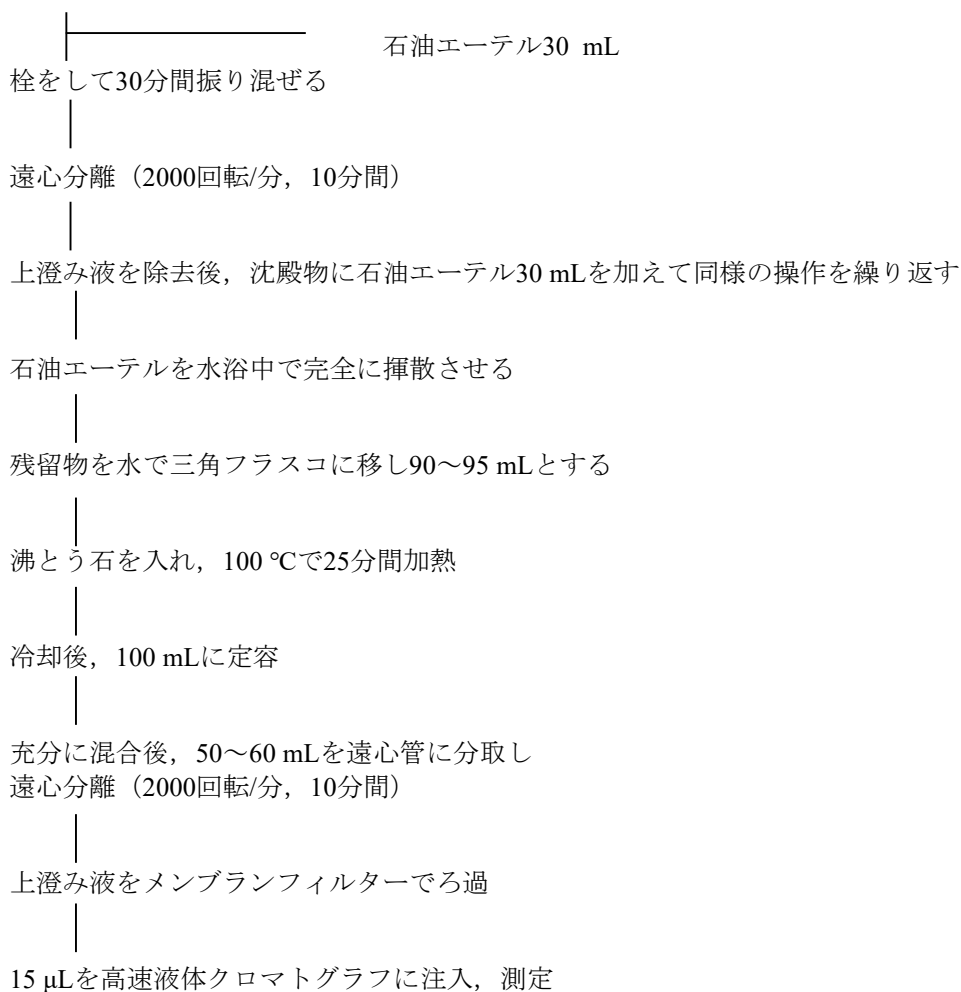 石油エーテル30 mL
栓をして30分間振り混ぜる
遠心分離（2000回転/分，10分間）
上澄み液を除去後，沈殿物に石油エーテル30 mLを加えて同様の操作を繰り返す
石油エーテルを水浴中で完全に揮散させる
残留物を水で三角フラスコに移し90～95 mLとする
沸とう石を入れ，100 ℃で25分間加熱
冷却後，100 mLに定容
充分に混合後，50～60 mLを遠心管に分取し
遠心分離（2000回転/分，10分間）
上澄み液をメンブランフィルターでろ過
15 μLを高速液体クロマトグラフに注入，測定